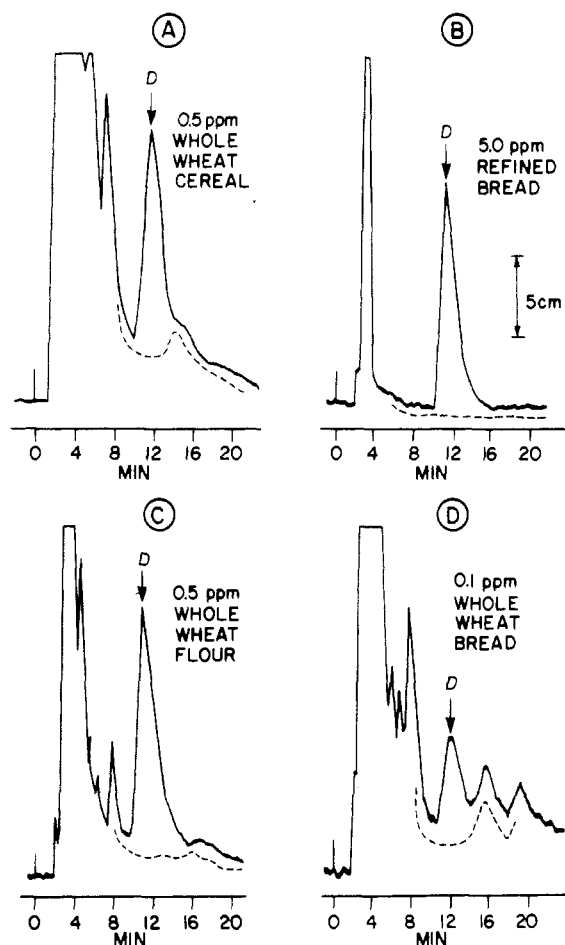 A
D
0.5 ppm
WHOLE
WHEAT
CEREAL
0 4 8 12 16 20
MIN
B
D
5.0 ppm
REFINED
BREAD
5cm
0 4 8 12 16 20
MIN
C
D
0.5 ppm
WHOLE
WHEAT
FLOUR
0 4 8 12 16 20
MIN
D
0.1 ppm
WHOLE
WHEAT
BREAD
D
0 4 8 12 16 20
MIN